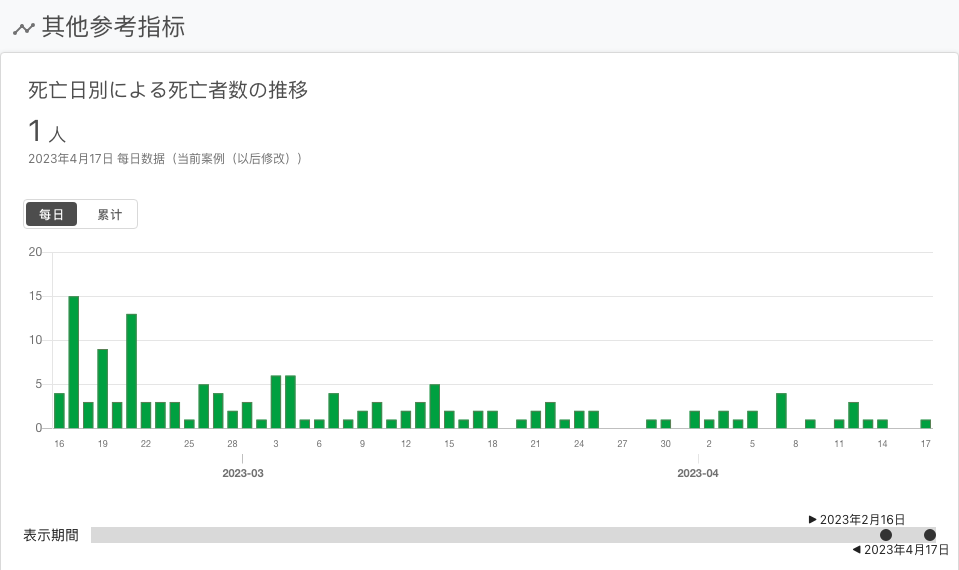 其他参考指标
死亡日別による死亡者数の推移
1 人
2023年4月17日 每日数据（当前案例（以后修改））
每日 累计
20
15
10
5
0
16 19 22 25 28 3 6 9 12 15 18 21 24 27 30 2 5 8 11 14 17
2023-03 2023-04
▶ 2023年2月16日
表示期間
◀ 2023年4月17日